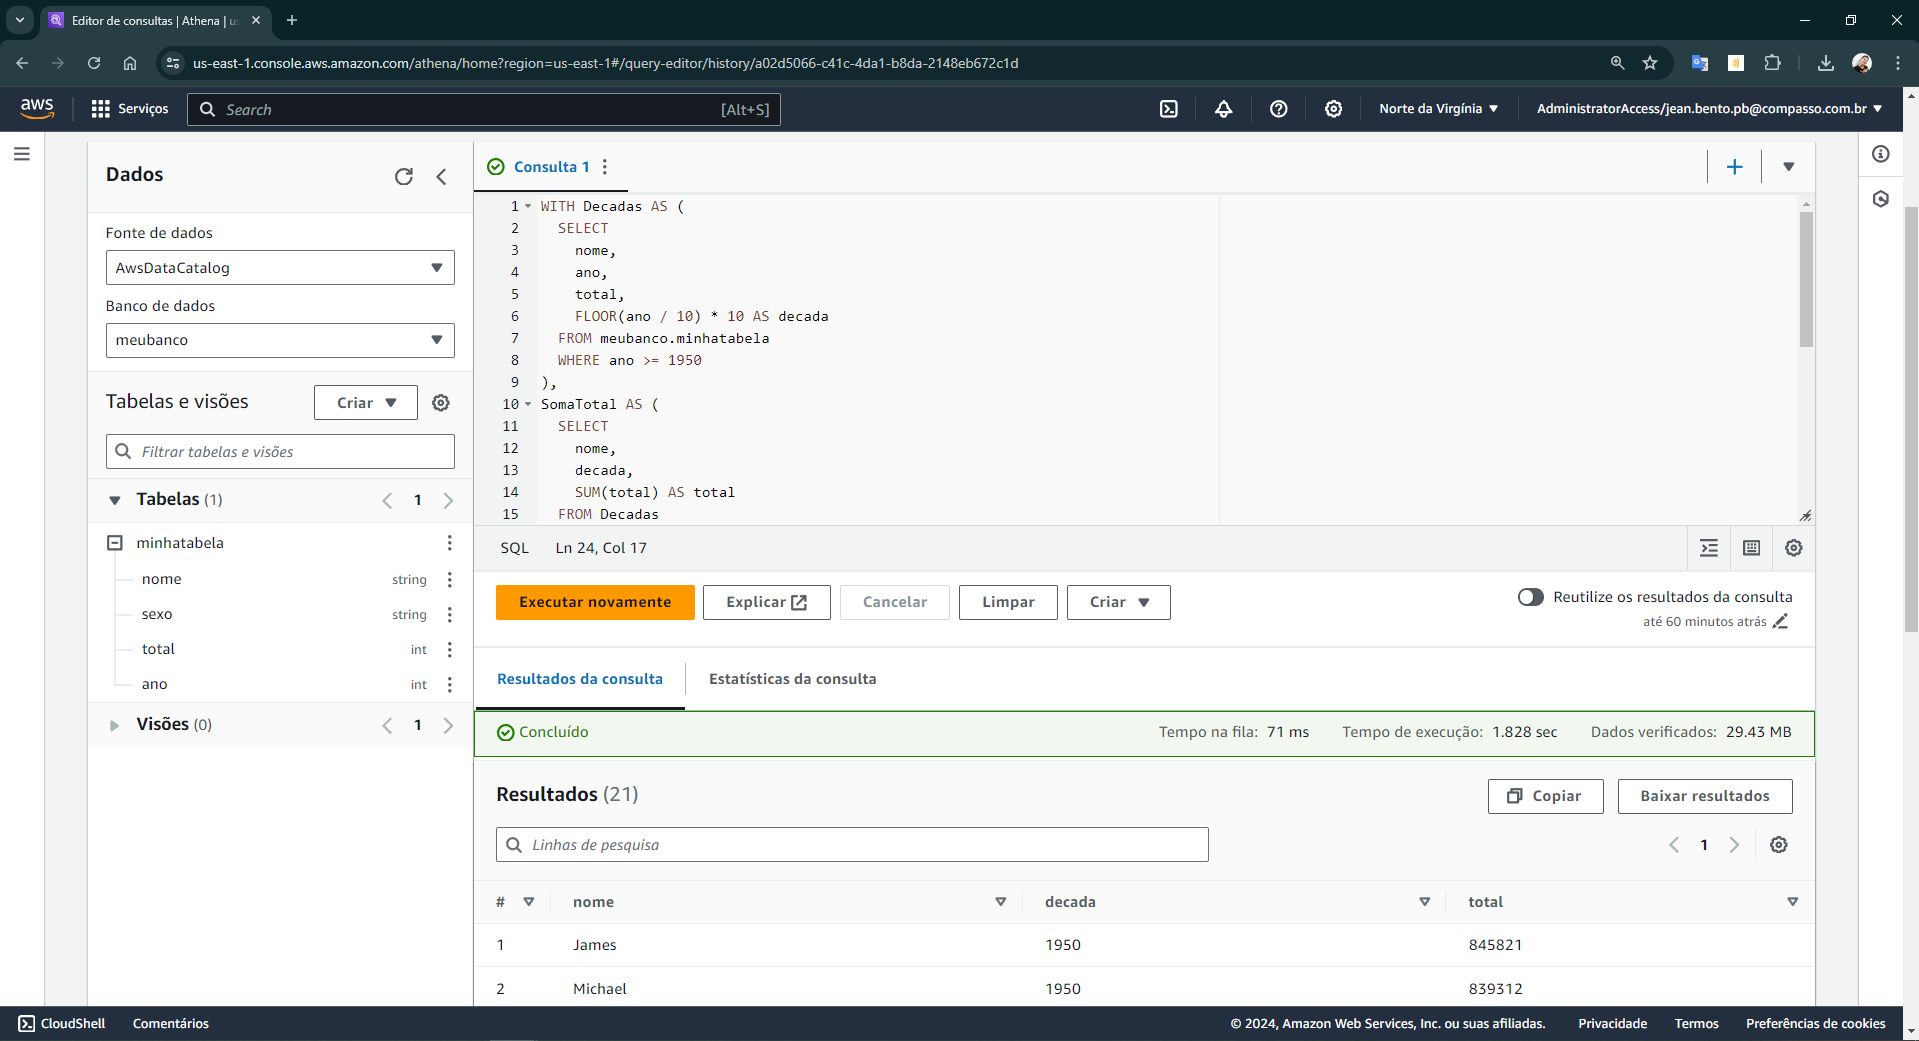 Editor de consultas | Athena | us
us-east-1.console.aws.amazon.com/athena/home?region=us-east-1#/query-editor/history/a02d5066-c41c-4da1-b8da-2148eb672c1d
aws
Serviços
Search
[Alt+S]
Norte da Virgínia
AdministratorAccess/jean.bento.pb@compasso.com.br
Dados
Fonte de dados
AwsDataCatalog
Banco de dados
meubanco
Tabelas e visões
Criar
Filtrar tabelas e visões
Tabelas (1)
1
minhatabela
nome string
sexo string
total int
ano int
Visões (0)
1
Consulta 1
1 WITH Decadas AS (
2 SELECT
3 nome,
4 ano,
5 total,
6 FLOOR(ano / 10) * 10 AS decada
7 FROM meubanco.minhatabela
8 WHERE ano >= 1950
9 ),
10 SomaTotal AS (
11 SELECT
12 nome,
13 decada,
14 SUM(total) AS total
15 FROM Decadas
SQL Ln 24, Col 17
Executar novamente
Explicar
Cancelar
Limpar
Criar
Reutilize os resultados da consulta
até 60 minutos atrás
Resultados da consulta
Estatísticas da consulta
Concluído
Tempo na fila: 71 ms
Tempo de execução: 1.828 sec
Dados verificados: 29.43 MB
Resultados (21)
Copiar
Baixar resultados
Linhas de pesquisa
1
# nome decada total
1 James 1950 845821
2 Michael 1950 839312
CloudShell
Comentários
© 2024, Amazon Web Services, Inc. ou suas afiliadas.
Privacidade
Termos
Preferências de cookies